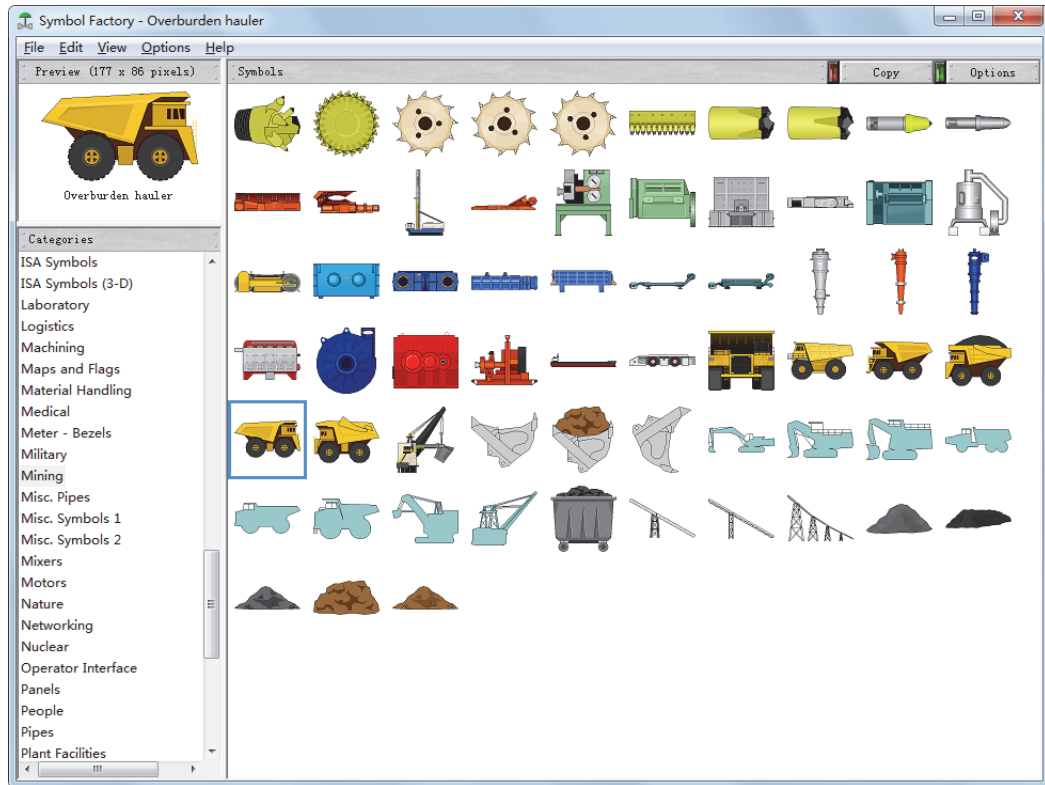 Symbol Factory - Overburden hauler
File Edit View Options Help
Preview (177 x 86 pixels)
Symbols
Copy
Options
Overburden hauler
Categories
ISA Symbols
ISA Symbols (3-D)
Laboratory
Logistics
Machining
Maps and Flags
Material Handling
Medical
Meter - Bezels
Military
Mining
Misc. Pipes
Misc. Symbols 1
Misc. Symbols 2
Mixers
Motors
Nature
Networking
Nuclear
Operator Interface
Panels
People
Pipes
Plant Facilities